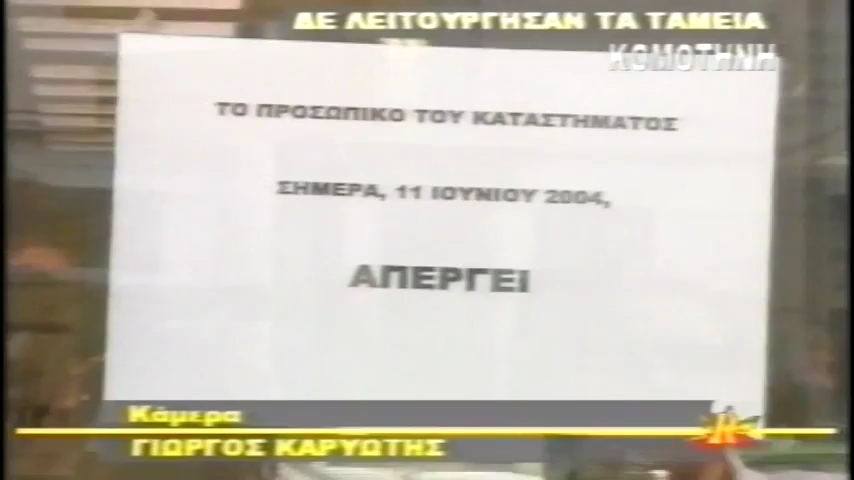 ΔΕ ΛΕΙΤΟΥΡΓΗΣΑΝ ΤΑ ΤΑΜΕΙΑ
ΚΟΜΟΤΗΝΗ
ΤΟ ΠΡΟΣΩΠΙΚΟ ΤΟΥ ΚΑΤΑΣΤΗΜΑΤΟΣ
ΣΗΜΕΡΑ, 11 ΙΟΥΝΙΟΥ 2004,
ΑΠΕΡΓΕΙ
Κάμερα
ΓΙΩΡΓΟΣ ΚΑΡΥΩΤΗΣ